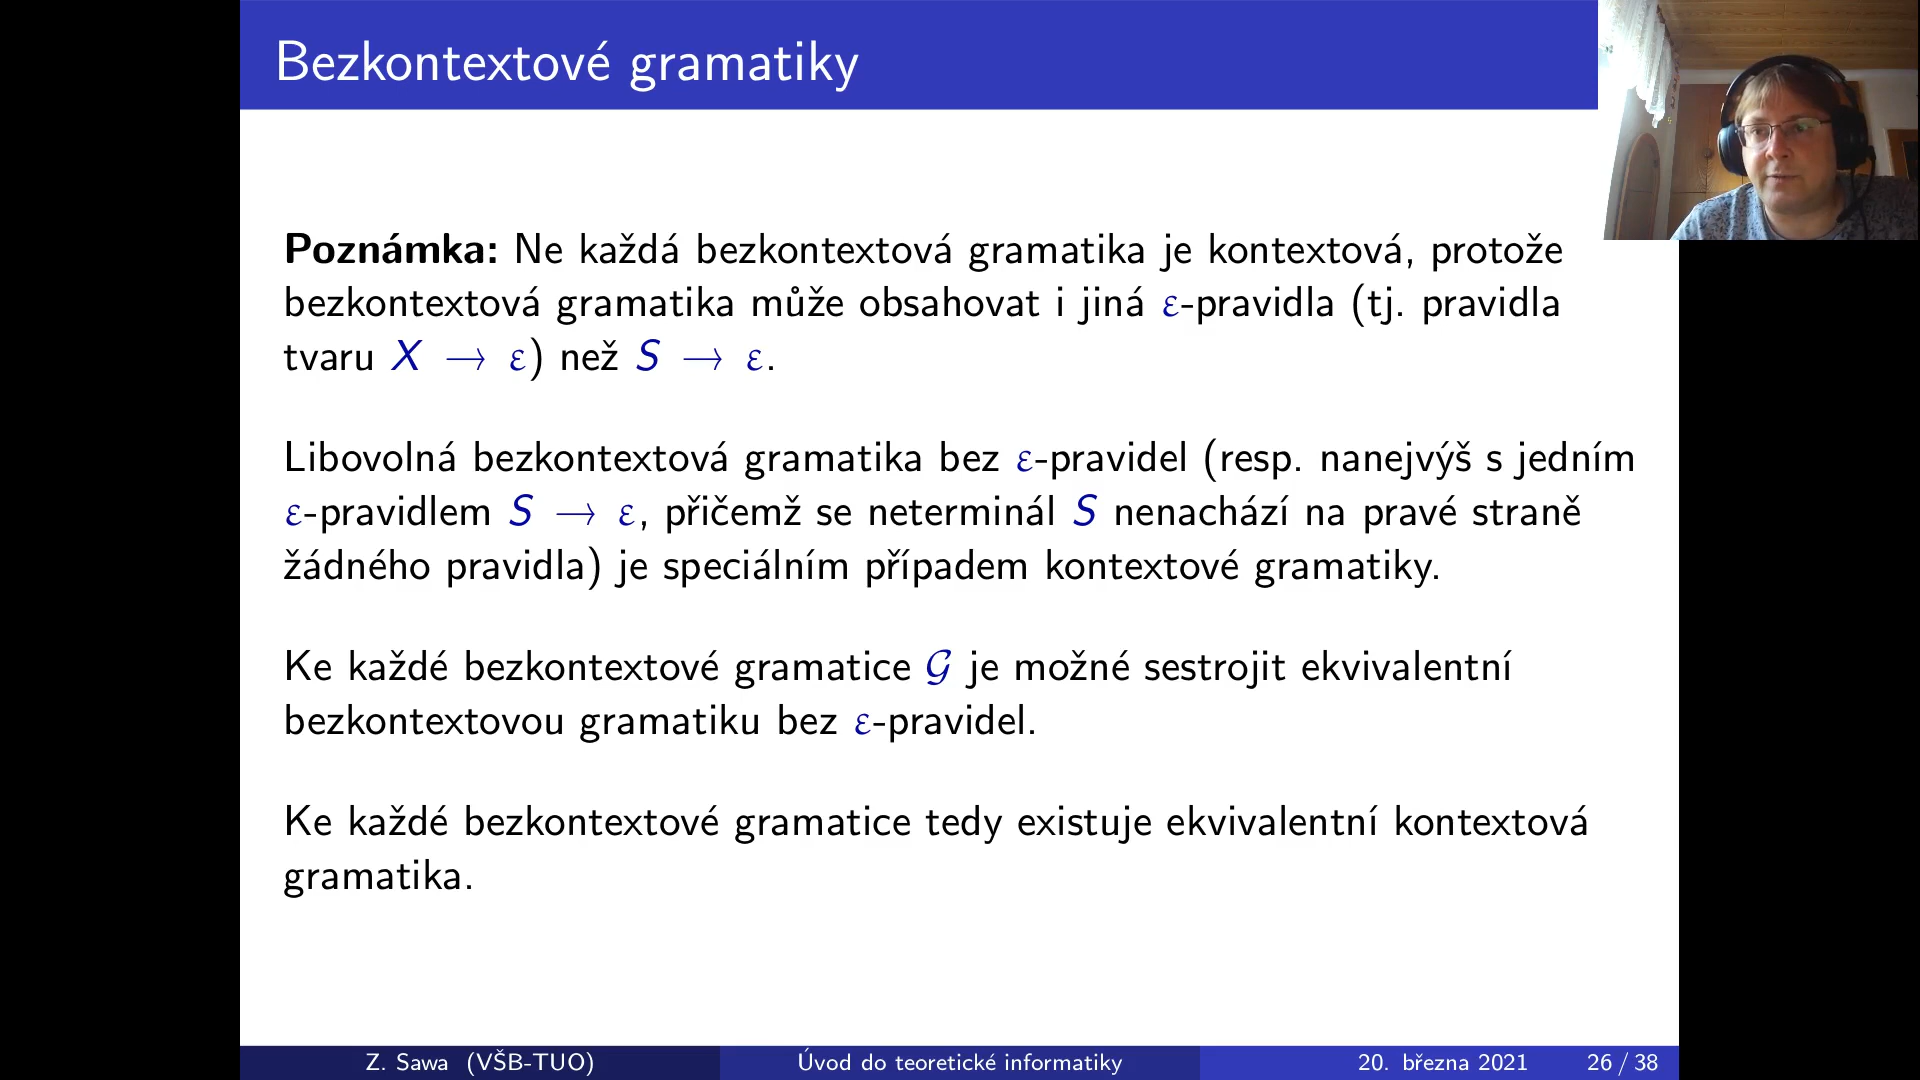 Bezkontextové gramatiky
Poznámka: Ne každá bezkontextová gramatika je kontextová, protože
bezkontextová gramatika může obsahovat i jiná ε-pravidla (tj. pravidla
tvaru X → ε) než S → ε.
Libovolná bezkontextová gramatika bez ε-pravidel (resp. nanejvýš s jedním
ε-pravidlem S → ε, přičemž se neterminál S nenachází na pravé straně
žádného pravidla) je speciálním případem kontextové gramatiky.
Ke každé bezkontextové gramatice 𝒢 je možné sestrojit ekvivalentní
bezkontextovou gramatiku bez ε-pravidel.
Ke každé bezkontextové gramatice tedy existuje ekvivalentní kontextová
gramatika.
Z. Sawa (VŠB-TUO) Úvod do teoretické informatiky 20. března 2021 26 / 38